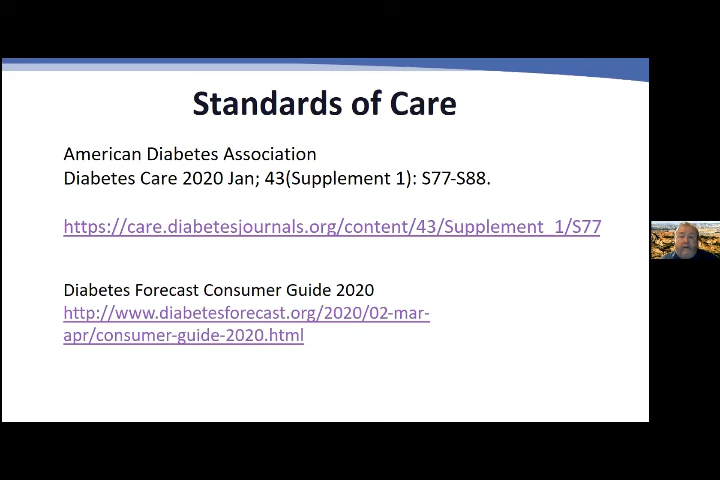 Standards of Care
American Diabetes Association
Diabetes Care 2020 Jan; 43(Supplement 1): S77-S88.
https://care.diabetesjournals.org/content/43/Supplement_1/S77
Diabetes Forecast Consumer Guide 2020
http://www.diabetesforecast.org/2020/02-mar-
apr/consumer-guide-2020.html